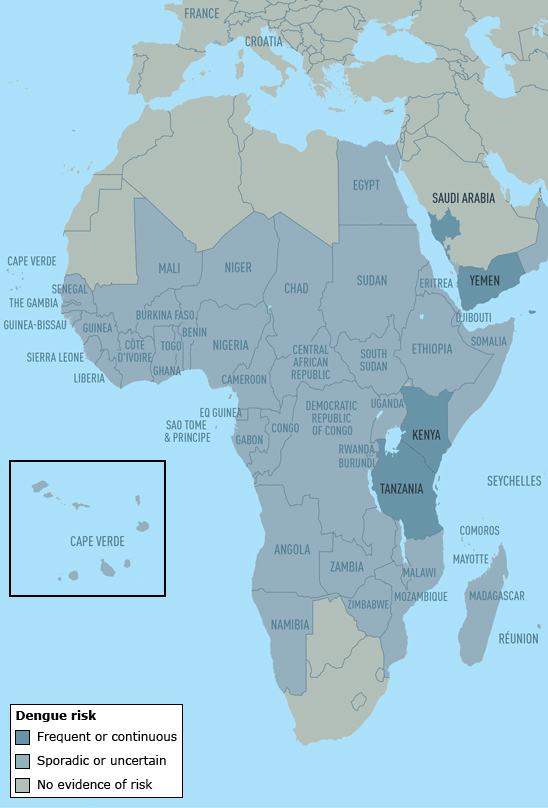 FRANCE
CROATIA
SAUDI ARABIA
EGYPT
CAPE VERDE
MALI
NIGER
CHAD
SUDAN
ERITREA
YEMEN
SENEGAL
THE GAMBIA
GUINEA-BISSAU
BURKINA FASO
DJIBOUTI
GUINEA
BENIN
CÔTE
D'IVOIRE
TOGO
NIGERIA
ETHIOPIA
SOMALIA
SIERRA LEONE
GHANA
CENTRAL
AFRICAN
REPUBLIC
SOUTH
SUDAN
LIBERIA
CAMEROON
EQ GUINEA
DEMOCRATIC
REPUBLIC
OF CONGO
UGANDA
SAO TOME
& PRINCIPE
GABON
CONGO
KENYA
RWANDA
BURUNDI
TANZANIA
SEYCHELLES
CAPE VERDE
COMOROS
ANGOLA
MAYOTTE
ZAMBIA
MALAWI
MOZAMBIQUE
MADAGASCAR
ZIMBABWE
NAMIBIA
RÉUNION
Dengue risk
Frequent or continuous
Sporadic or uncertain
No evidence of risk